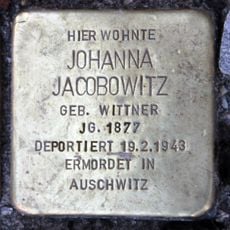 HIER WOHNTE
JOHANNA
JACOBOWITZ
GEB. WITTNER
JG. 1877
DEPORTIERT 19.2.1943
ERMORDET IN
AUSCHWITZ